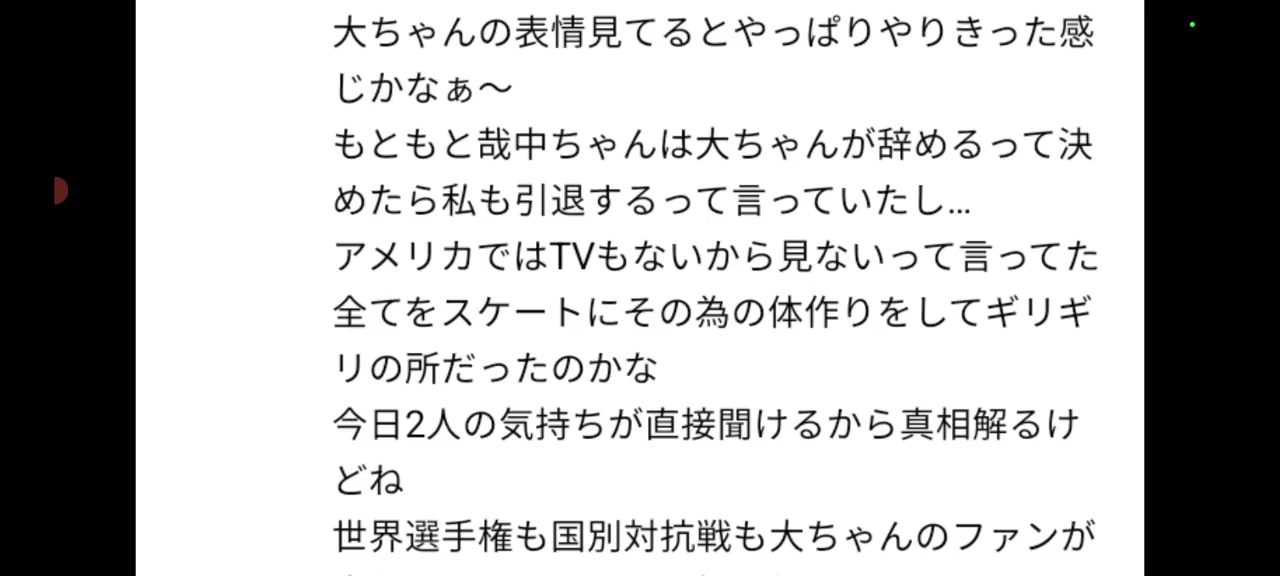 大ちゃんの表情見てるとやっぱりやりきった感
じかなぁ〜
もともと哉中ちゃんは大ちゃんが辞めるって決
めたら私も引退するって言っていたし...
アメリカではTVもないから見ないって言ってた
全てをスケートにその為の体作りをしてギリギ
リの所だったのかな
今日2人の気持ちが直接聞けるから真相解るけ
どね
世界選手権も国別対抗戦も大ちゃんのファンが